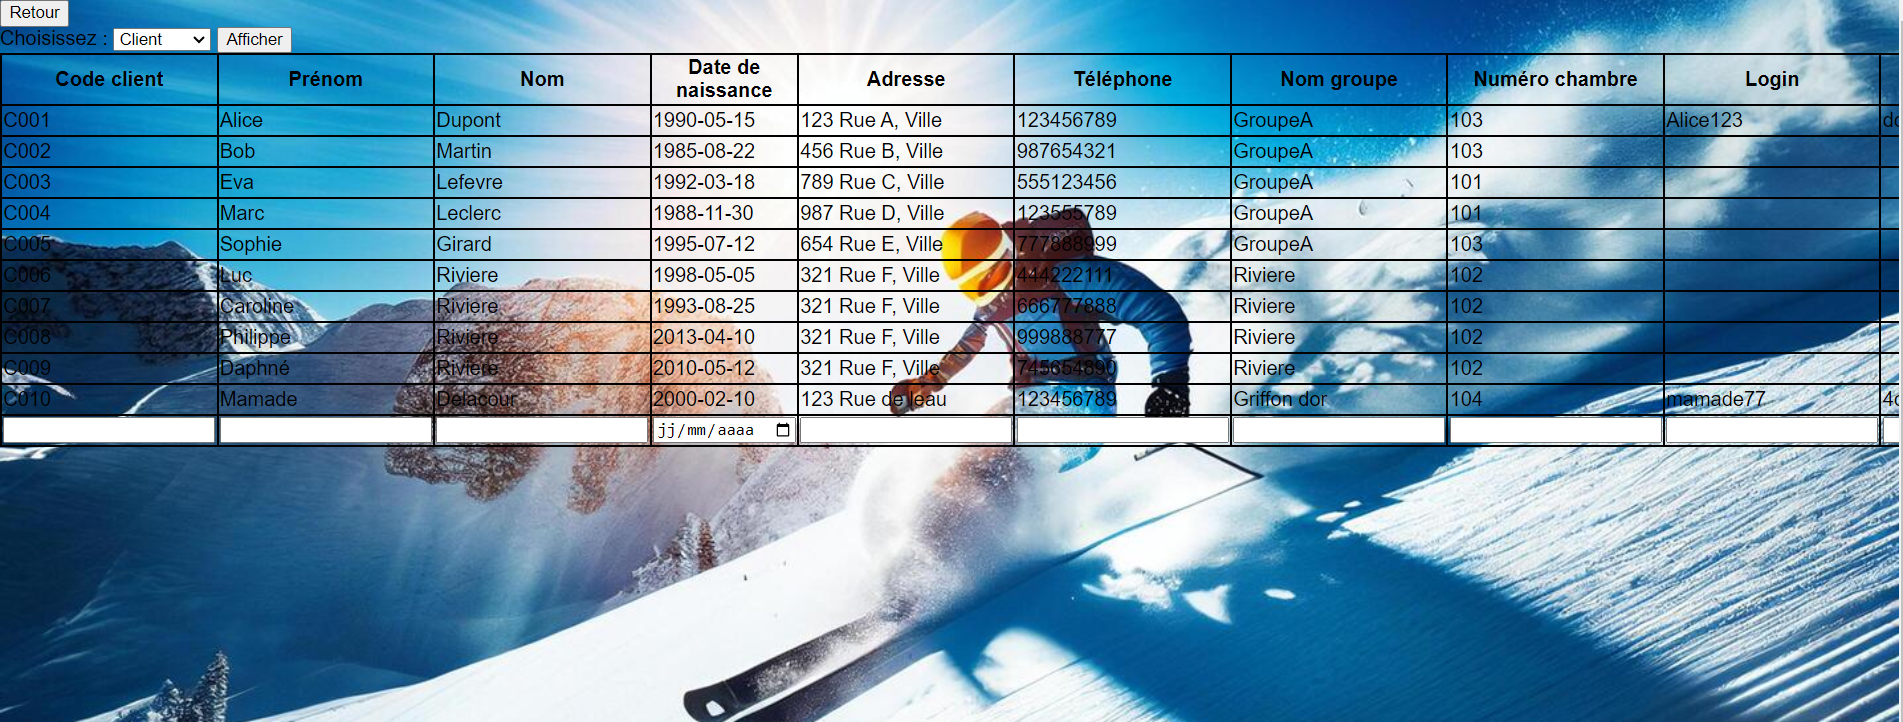 Retour
Choisissez : Client Afficher
Code client Prénom Nom Date de naissance Adresse Téléphone Nom groupe Numéro chambre Login
C001 Alice Dupont 1990-05-15 123 Rue A, Ville 123456789 GroupeA 103 Alice123
C002 Bob Martin 1985-08-22 456 Rue B, Ville 987654321 GroupeA 103
C003 Eva Lefevre 1992-03-18 789 Rue C, Ville 555123456 GroupeA 101
C004 Marc Leclerc 1988-11-30 987 Rue D, Ville 123555789 GroupeA 101
C005 Sophie Girard 1995-07-12 654 Rue E, Ville 777888999 GroupeA 103
C006 Luc Riviere 1998-05-05 321 Rue F, Ville 444222111 Riviere 102
C007 Caroline Riviere 1993-08-25 321 Rue F, Ville 666777888 Riviere 102
C008 Philippe Riviere 2013-04-10 321 Rue F, Ville 999888777 Riviere 102
C009 Daphné Riviere 2010-05-12 321 Rue F, Ville 745654890 Riviere 102
C010 Mamade Delacour 2000-02-10 123 Rue de leau 123456789 Griffon dor 104 mamade77
jj/mm/aaaa